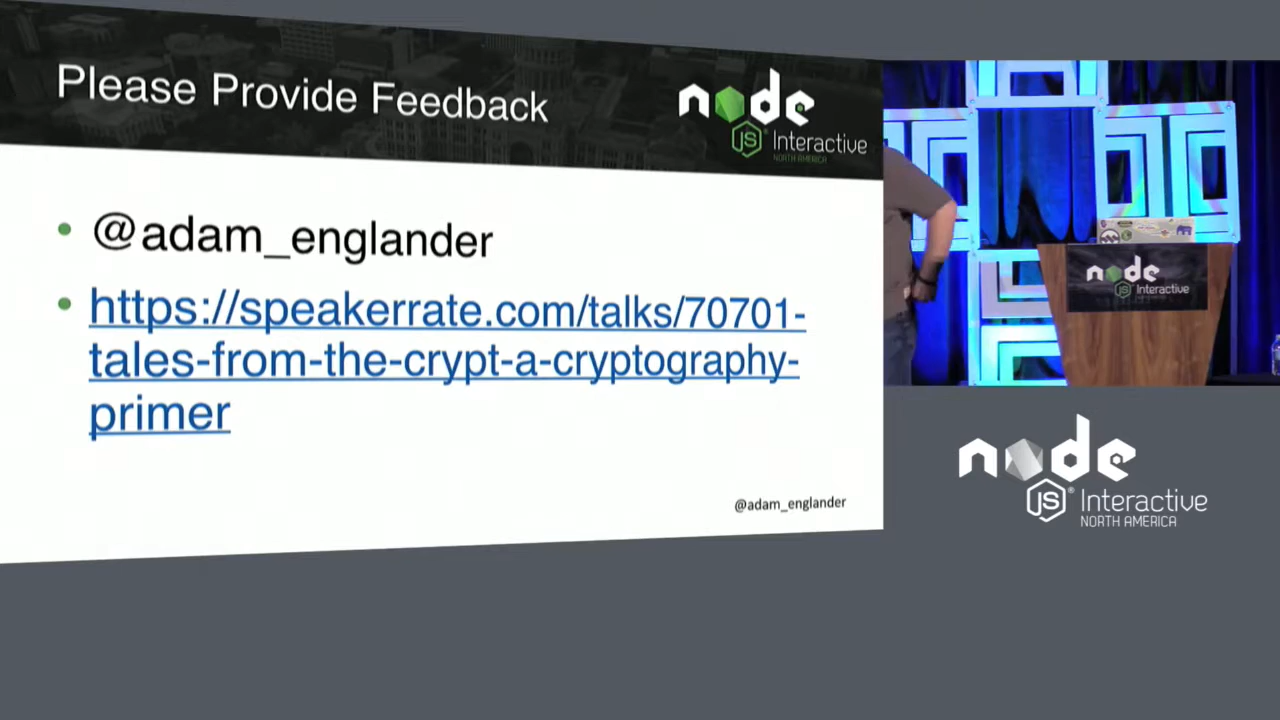 Please Provide Feedback
node
JS Interactive
NORTH AMERICA
@adam_englander
https://speakerrate.com/talks/70701-
tales-from-the-crypt-a-cryptography-
primer
@adam_englander
node
JS Interactive
node
JS® Interactive
NORTH AMERICA